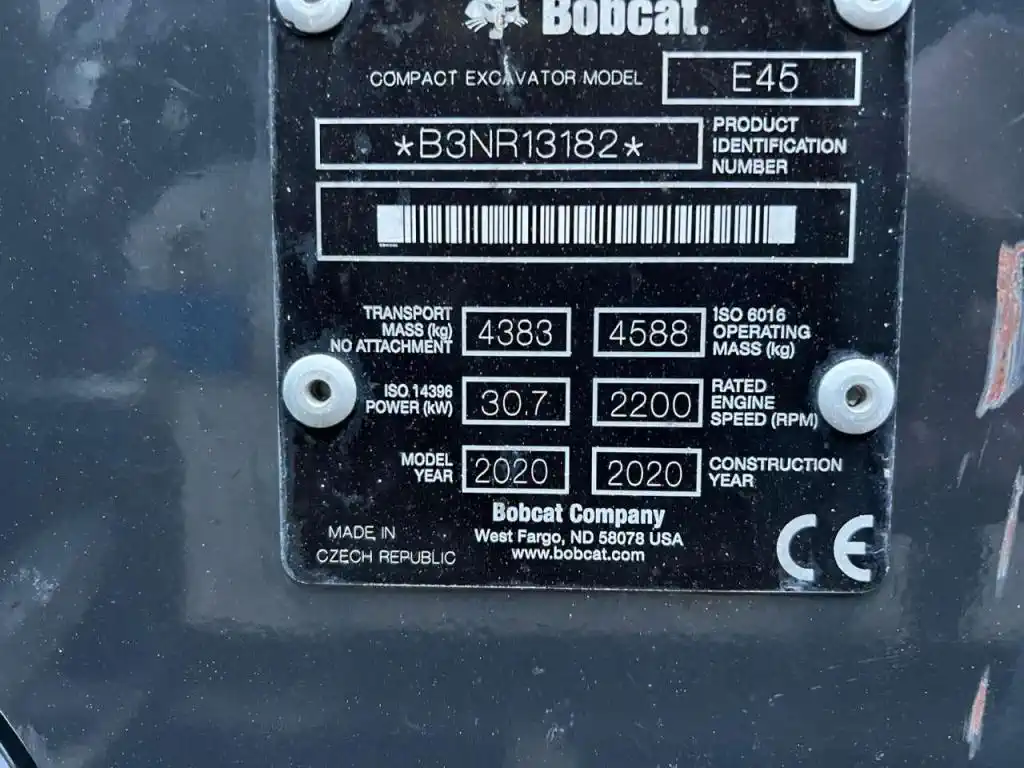 Bobcat.
COMPACT EXCAVATOR MODEL E45
*B3NR13182* PRODUCT IDENTIFICATION NUMBER
TRANSPORT MASS (kg) NO ATTACHMENT 4383
4588 ISO 6016 OPERATING MASS (kg)
ISO 14396 POWER (kW) 30.7
2200 RATED ENGINE SPEED (RPM)
MODEL YEAR 2020
2020 CONSTRUCTION YEAR
Bobcat Company
West Fargo, ND 58078 USA
www.bobcat.com
MADE IN
CZECH REPUBLIC
CE